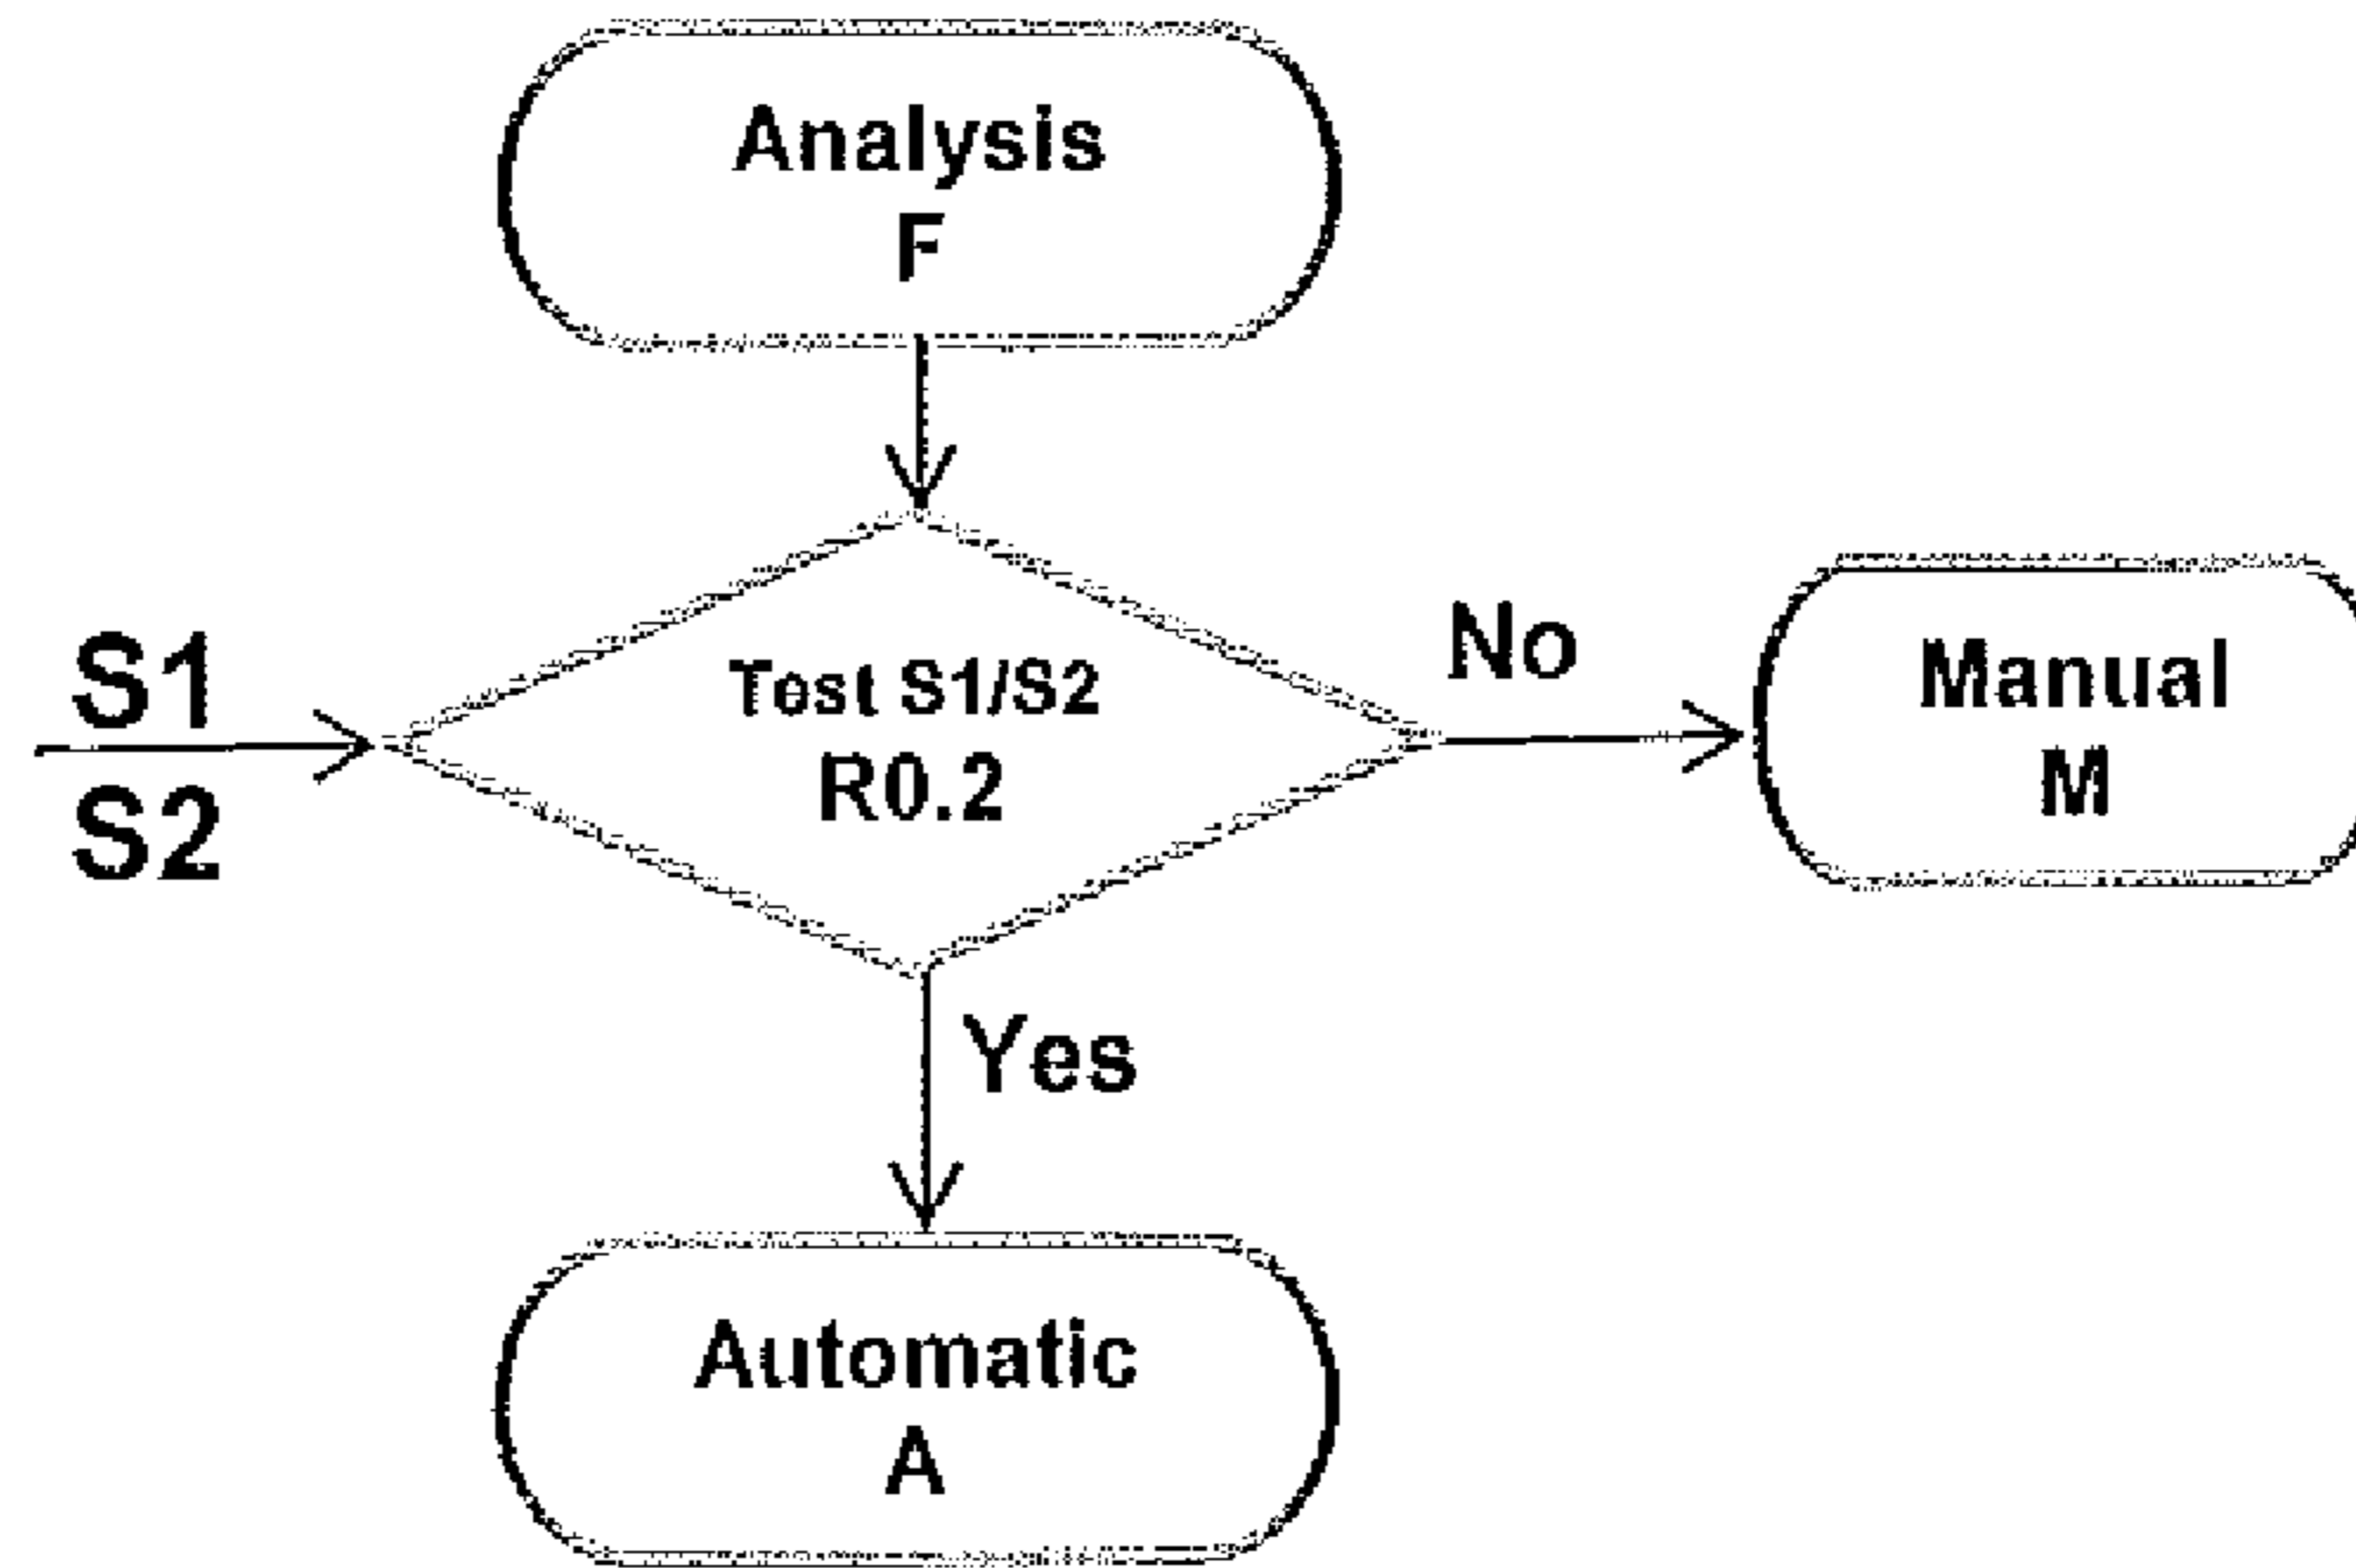 Analysis
F
S1
S2
Test S1/S2
R0.2
No
Manual
M
Yes
Automatic
A